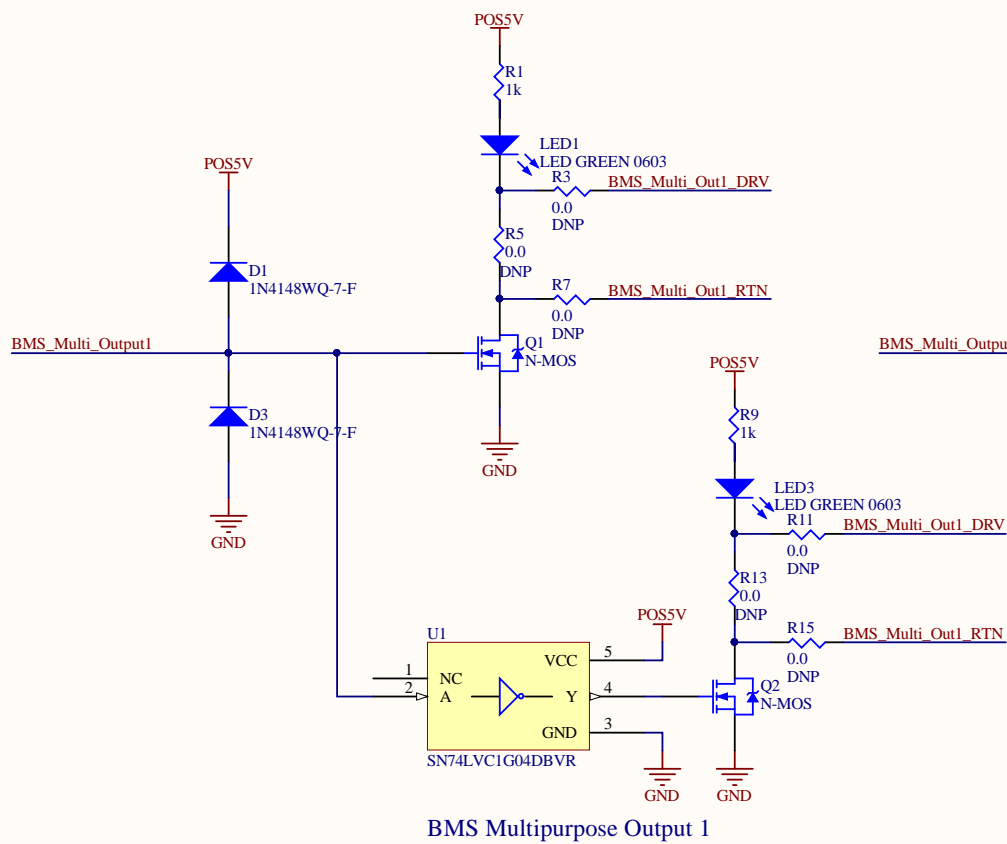 POS5V
R1
1k
LED1
LED GREEN 0603
R3
BMS_Multi_Out1_DRV
0.0
DNP
R5
0.0
DNP
R7
BMS_Multi_Out1_RTN
0.0
DNP
POS5V
D1
1N4148WQ-7-F
BMS_Multi_Output1
Q1
N-MOS
BMS_Multi_Outpu
D3
1N4148WQ-7-F
GND
GND
POS5V
R9
1k
LED3
LED GREEN 0603
R11
BMS_Multi_Out1_DRV
0.0
DNP
R13
0.0
DNP
R15
BMS_Multi_Out1_RTN
0.0
DNP
POS5V
U1
VCC 5
1 NC
2 A
Y 4
GND 3
SN74LVC1G04DBVR
Q2
N-MOS
GND
GND
BMS Multipurpose Output 1